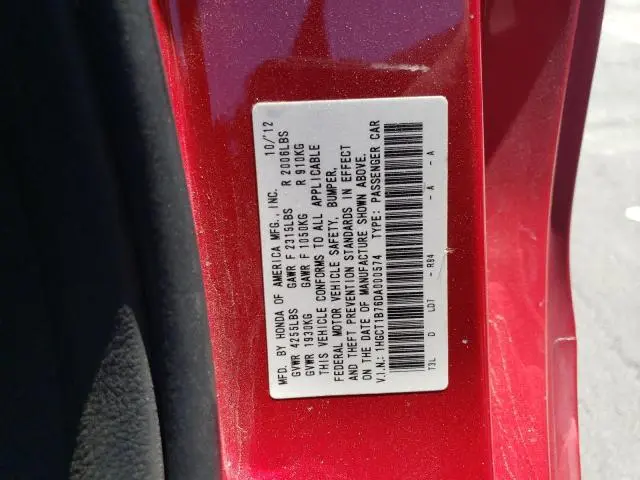 MFD. BY HONDA OF AMERICA MFG., INC. 10/'12
GVWR 4255LBS GAWR F 2315LBS R 2006LBS
GVWR 1930KG GAWR F 1050KG R 910KG
THIS VEHICLE CONFORMS TO ALL APPLICABLE
FEDERAL MOTOR VEHICLE SAFETY, BUMPER,
AND THEFT PREVENTION STANDARDS IN EFFECT
ON THE DATE OF MANUFACTURE SHOWN ABOVE.
V.I.N.: 1HGCT1B76DA000574 TYPE: PASSENGER CAR
T3L D LD7 - R94 - A - A